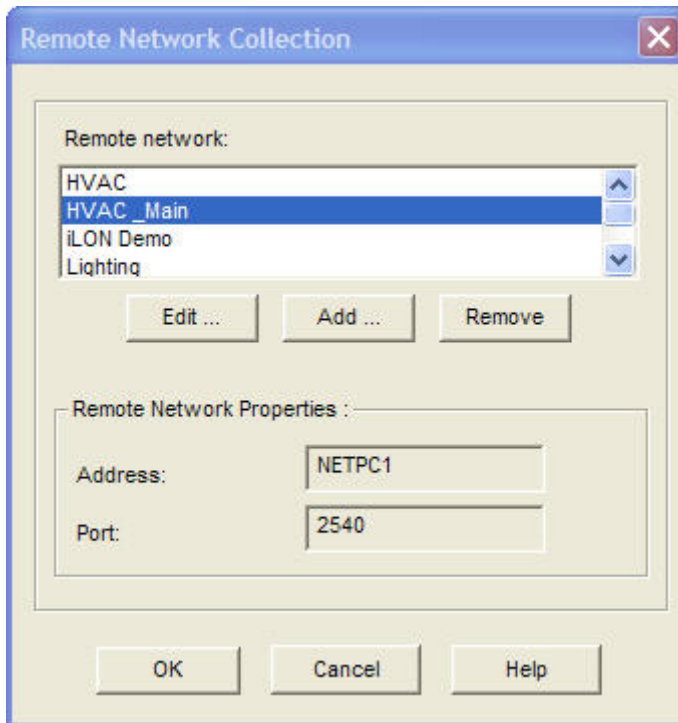 Remote Network Collection
Remote network:
HVAC
HVAC _Main
iLON Demo
Lighting
Edit ... Add ... Remove
Remote Network Properties :
Address: NETPC1
Port: 2540
OK Cancel Help